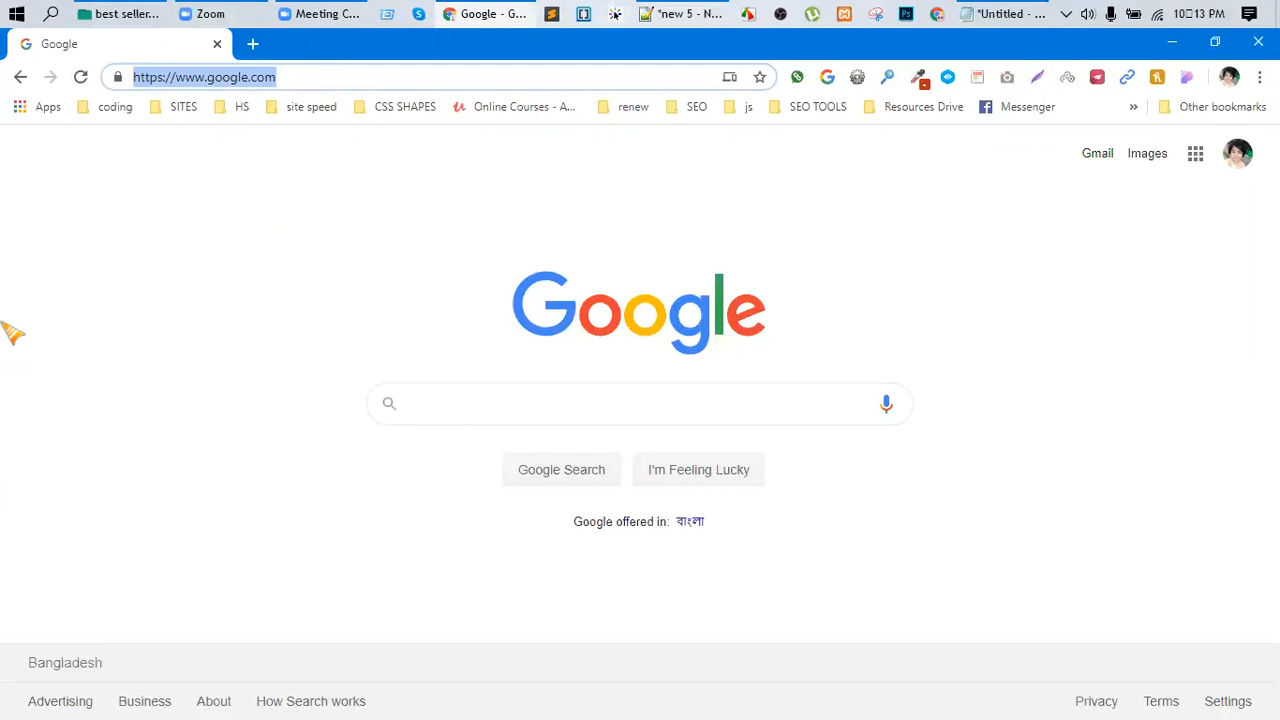 best seller... Zoom Meeting C... Google - G... *new 5 - N... *Untitled - ... 10:13 PM
Google
https://www.google.com
Apps coding SITES HS site speed CSS SHAPES Online Courses - A... renew SEO js SEO TOOLS Resources Drive Messenger » Other bookmarks
Gmail Images
Google
Google Search I'm Feeling Lucky
Google offered in: বাংলা
Bangladesh
Advertising Business About How Search works Privacy Terms Settings